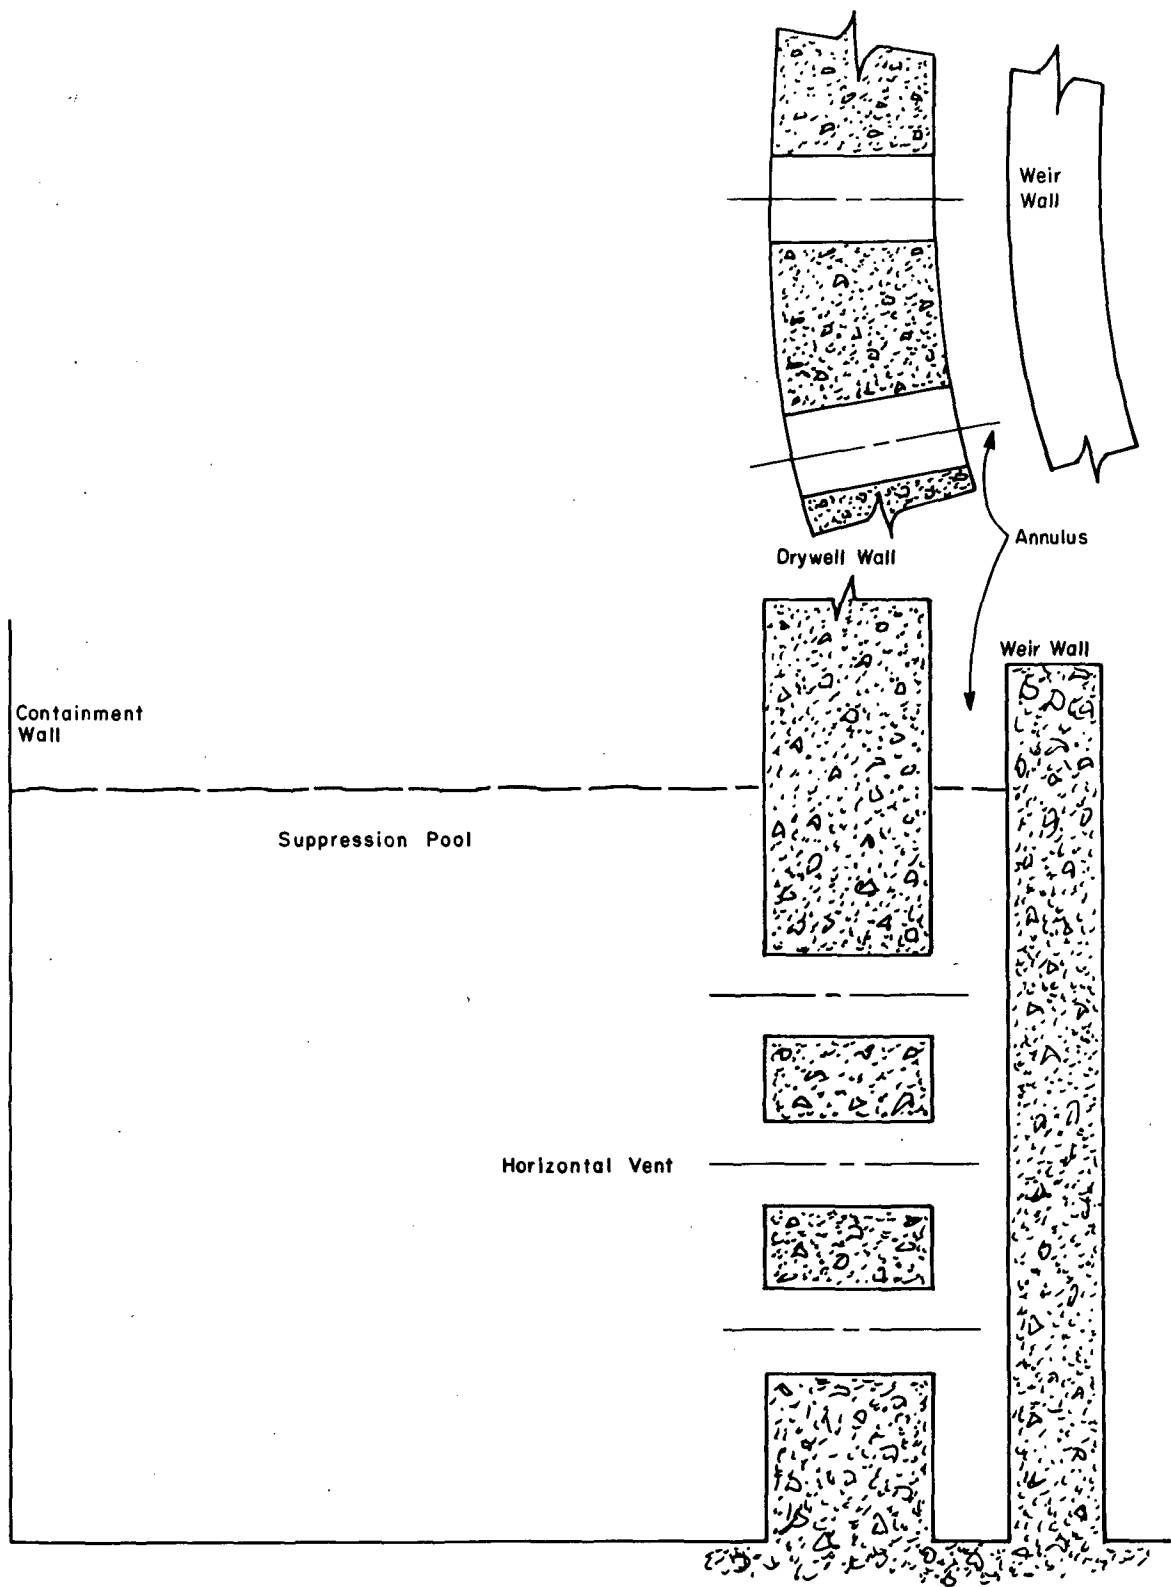 Weir
Wall
Annulus
Drywell Wall
Weir Wall
Containment
Wall
Suppression Pool
Horizontal Vent